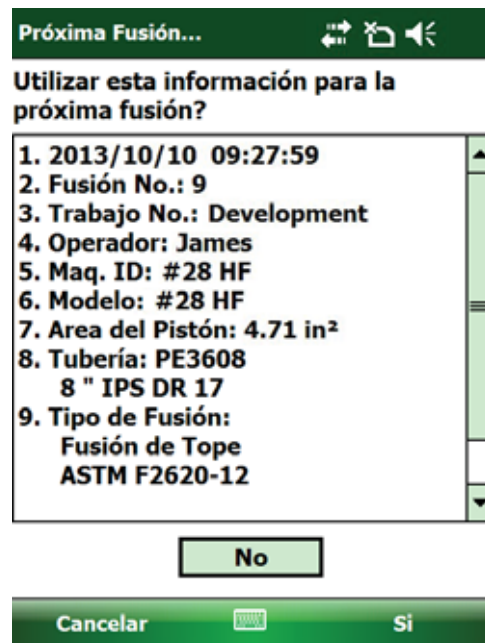 Próxima Fusión...
Utilizar esta información para la
próxima fusión?
1. 2013/10/10 09:27:59
2. Fusión No.: 9
3. Trabajo No.: Development
4. Operador: James
5. Maq. ID: #28 HF
6. Modelo: #28 HF
7. Area del Pistón: 4.71 in²
8. Tubería: PE3608
8 " IPS DR 17
9. Tipo de Fusión:
Fusión de Tope
ASTM F2620-12
No
Cancelar Si